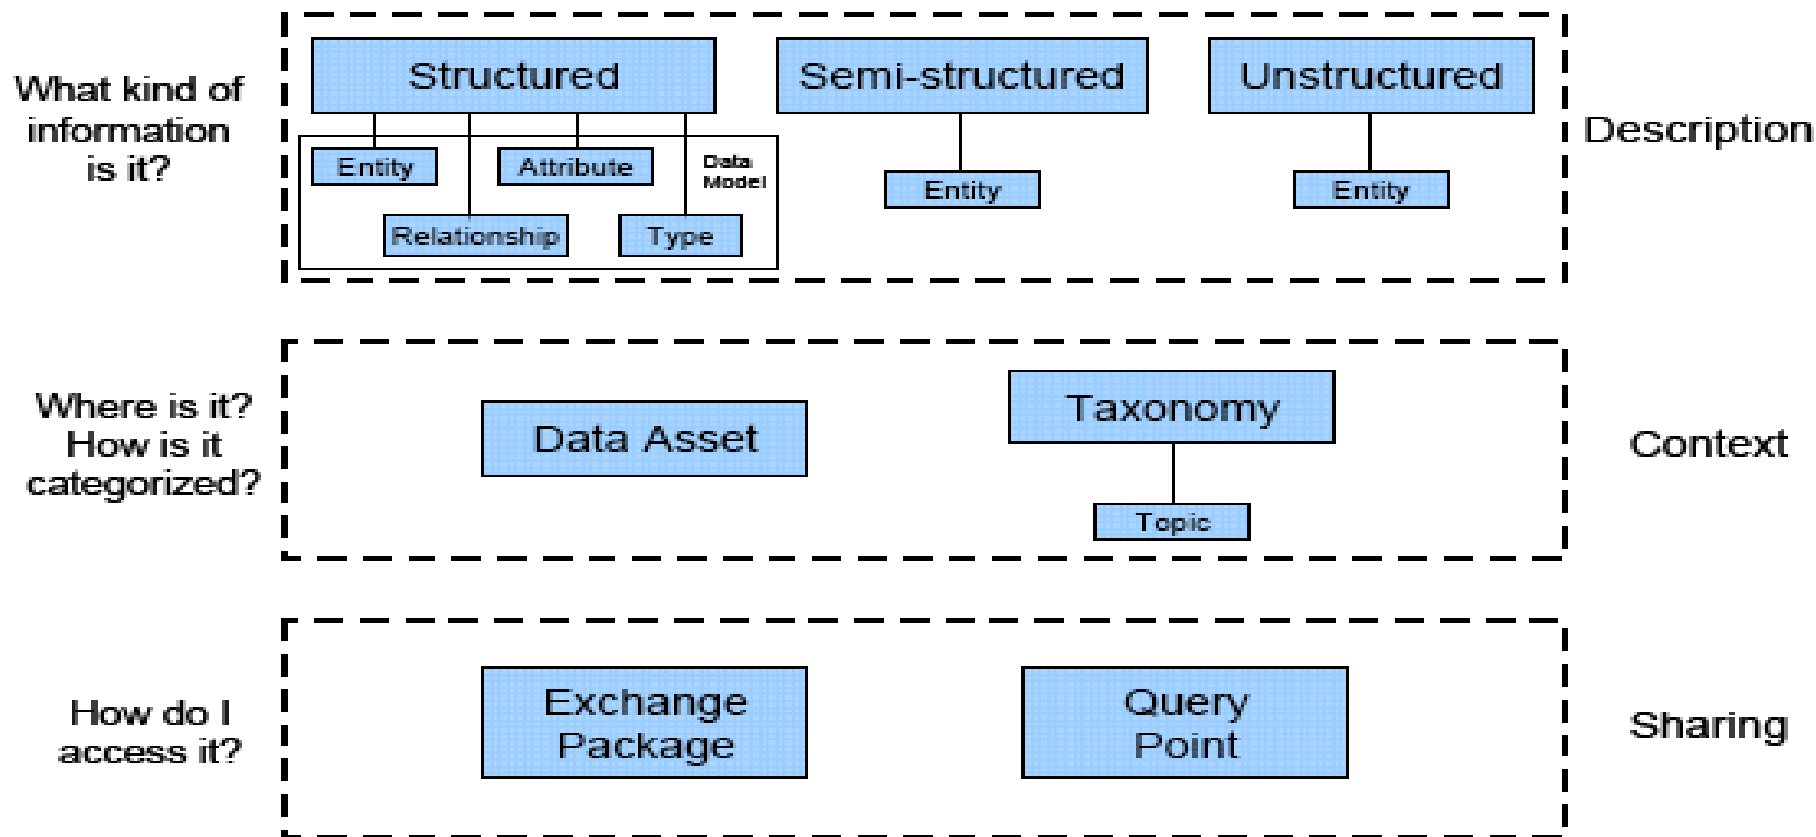 What kind of
information
is it?
Structured
Semi-structured
Unstructured
Description
Entity
Attribute
Data
Model
Relationship
Type
Entity
Entity
Where is it?
How is it
categorized?
Data Asset
Taxonomy
Topic
Context
How do I
access it?
Exchange
Package
Query
Point
Sharing